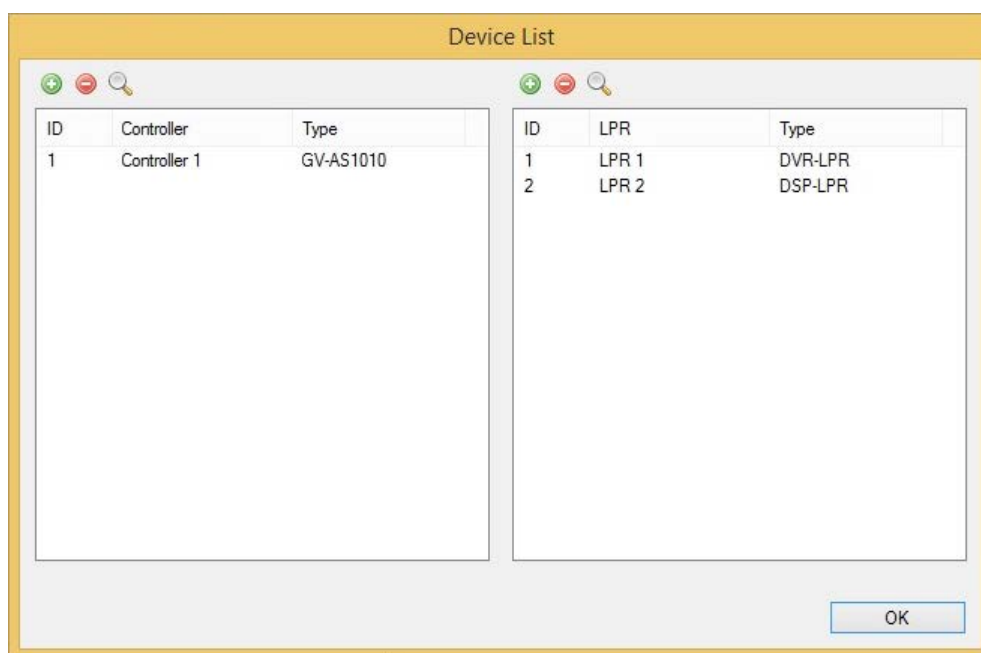 Device List
ID Controller Type
1 Controller 1 GV-AS1010
ID LPR Type
1 LPR 1 DVR-LPR
2 LPR 2 DSP-LPR
OK